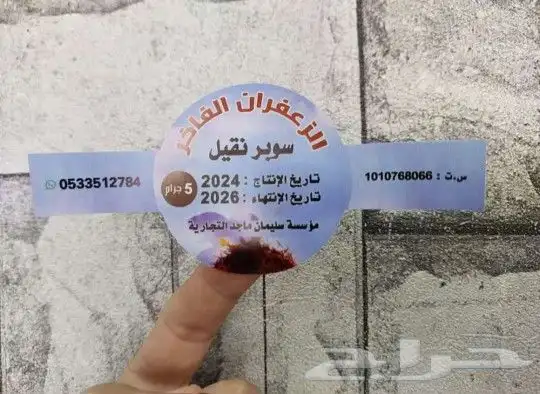 الزعفران الفاخر
سوبر نقيل
س.ت : 1010768066
تاريخ الإنتاج : 2024
تاريخ الإنتهاء : 2026
5 جرام
0533512784
مؤسسة سليمان ماجد التجارية
حراج